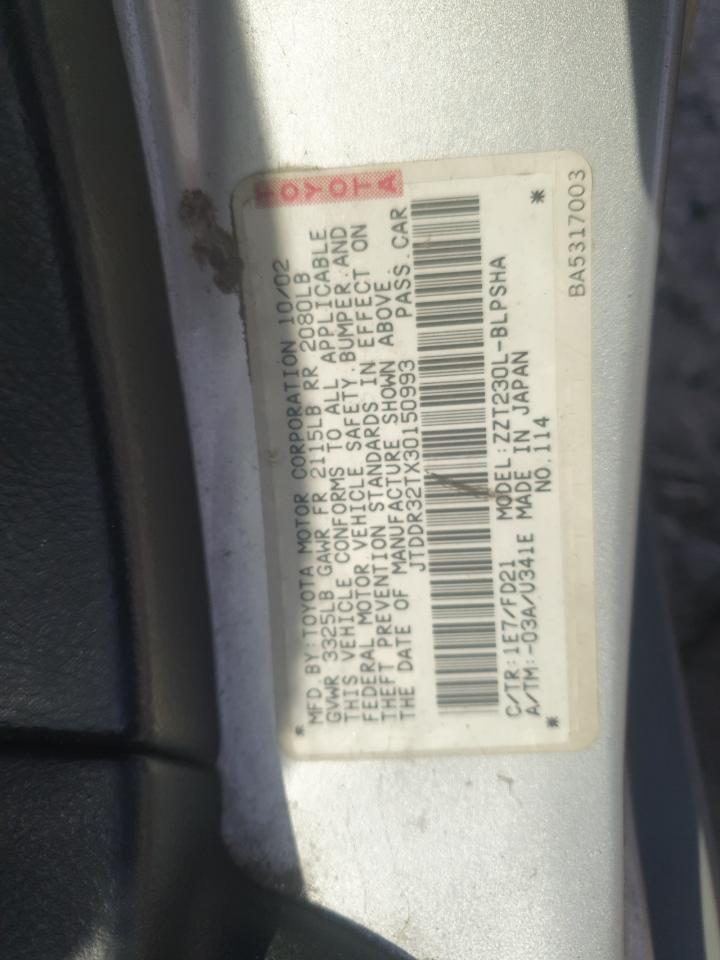 TOYOTA
MFD. BY: TOYOTA MOTOR CORPORATION 10/02
GVWR 3325LB GAWR FR 2115LB RR 2080LB
THIS VEHICLE CONFORMS TO ALL APPLICABLE
FEDERAL MOTOR VEHICLE SAFETY, BUMPER AND
THEFT PREVENTION STANDARDS IN EFFECT ON
THE DATE OF MANUFACTURE SHOWN ABOVE.
JTDDR32TX30150993 PASS. CAR
C/TR:1E7/FD21 MODEL:ZZT230L-BLPSHA
A/TM:-03A/U341E MADE IN JAPAN
NO.114
BA5317003